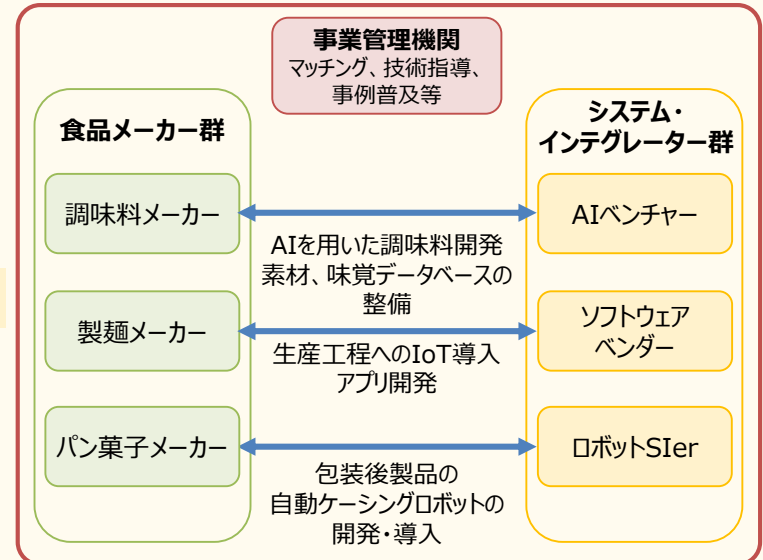 事業管理機関
マッチング、技術指導、
事例普及等
食品メーカー群
システム・
インテグレーター群
調味料メーカー
AIベンチャー
AIを用いた調味料開発
素材、味覚データベースの
整備
製麺メーカー
ソフトウェア
ベンダー
生産工程へのIoT導入
アプリ開発
パン菓子メーカー
ロボットSIer
包装後製品の
自動ケーシングロボットの
開発・導入